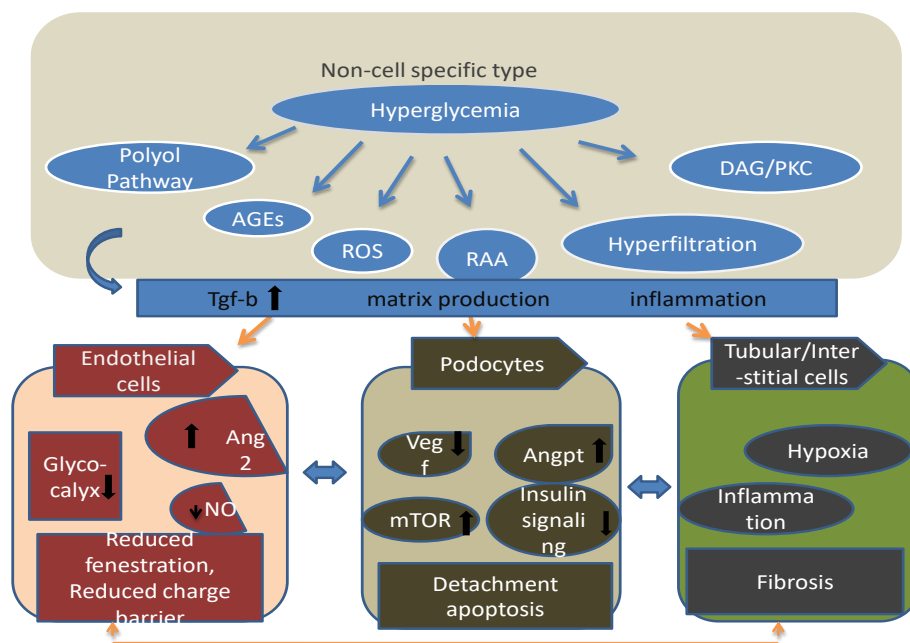 Non-cell specific type
Hyperglycemia
Polyol
Pathway
DAG/PKC
AGEs
ROS
RAA
Hyperfiltration
Tgf-b
matrix production
inflammation
Endothelial
cells
Podocytes
Tubular/Inter
-stitial cells
Ang
2
Glyco-
calyx
NO
Reduced
fenestration,
Reduced charge
barrier
Veg
f
Angpt
mTOR
Insulin
signali
ng
Detachment
apoptosis
Hypoxia
Inflamma
tion
Fibrosis